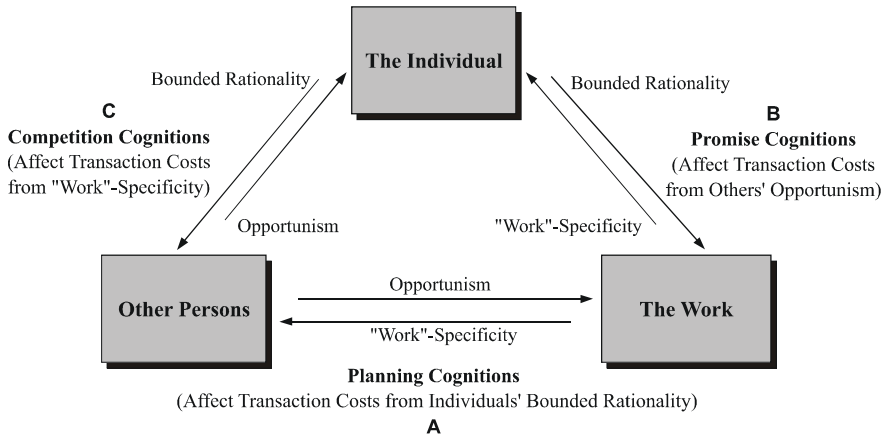 The Individual
Bounded Rationality
Bounded Rationality
C
Competition Cognitions
(Affect Transaction Costs
from "Work"-Specificity)
B
Promise Cognitions
(Affect Transaction Costs
from Others' Opportunism)
Opportunism
"Work"-Specificity
Other Persons
Opportunism
"Work"-Specificity
The Work
Planning Cognitions
(Affect Transaction Costs from Individuals' Bounded Rationality)
A